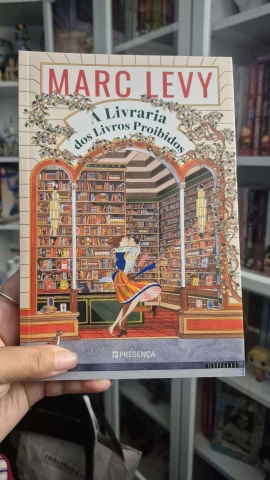 MARC LEVY
A Livraria
dos Livros Proibidos
PRESENÇA